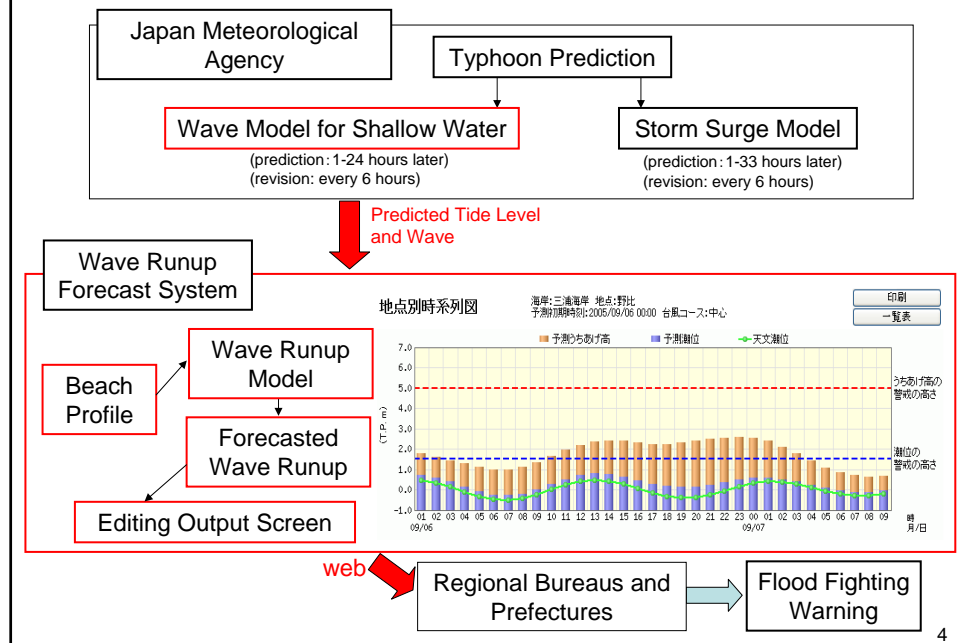 Japan Meteorological
Agency
Typhoon Prediction
Wave Model for Shallow Water
(prediction:1-24 hours later)
(revision: every 6 hours)
Storm Surge Model
(prediction:1-33 hours later)
(revision: every 6 hours)
Predicted Tide Level
and Wave
Wave Runup
Forecast System
地点別時系列図
海岸:三浦海岸 地点:野比
予測初期時刻:2005/09/06 00:00 台風コース:中心
印刷
一覧表
予測うちあげ高 予測潮位 天文潮位
7.0
6.0
5.0
4.0
3.0
2.0
1.0
0.0
-1.0
(T.P. m)
うちあげ高の
警戒の高さ
潮位の
警戒の高さ
01 02 03 04 05 06 07 08 09 10 11 12 13 14 15 16 17 18 19 20 21 22 23 00 01 02 03 04 05 06 07 08 09 時
09/06 09/07 月/日
Beach
Profile
Wave Runup
Model
Forecasted
Wave Runup
Editing Output Screen
web
Regional Bureaus and
Prefectures
Flood Fighting
Warning
4